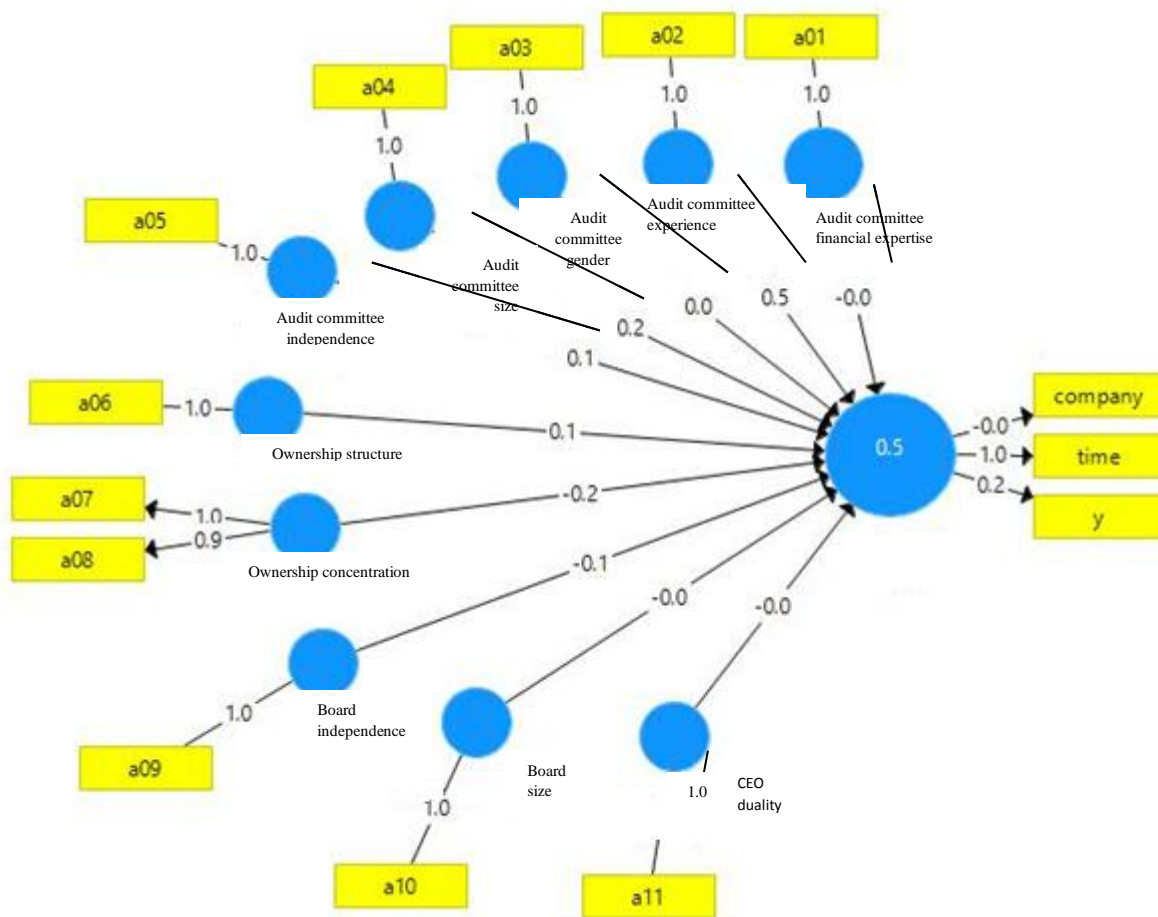 a03
a02
a01
a04
1.0
1.0
1.0
1.0
a05
1.0
Audit
committee
gender
Audit committee
experience
Audit committee
financial expertise
Audit
committee
size
Audit committee
independence
0.0
0.5
-0.0
0.2
0.1
a06
1.0
0.1
Ownership structure
0.5
-0.0
company
1.0
time
0.2
y
a07
1.0
a08
0.9
-0.2
Ownership concentration
-0.1
-0.0
-0.0
1.0
Board
independence
a09
Board
size
1.0
CEO
duality
1.0
a10
a11